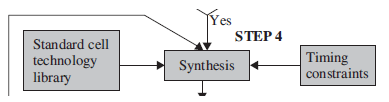 Yes
STEP 4
Standard cell
technology
library
Synthesis
Timing
constraints